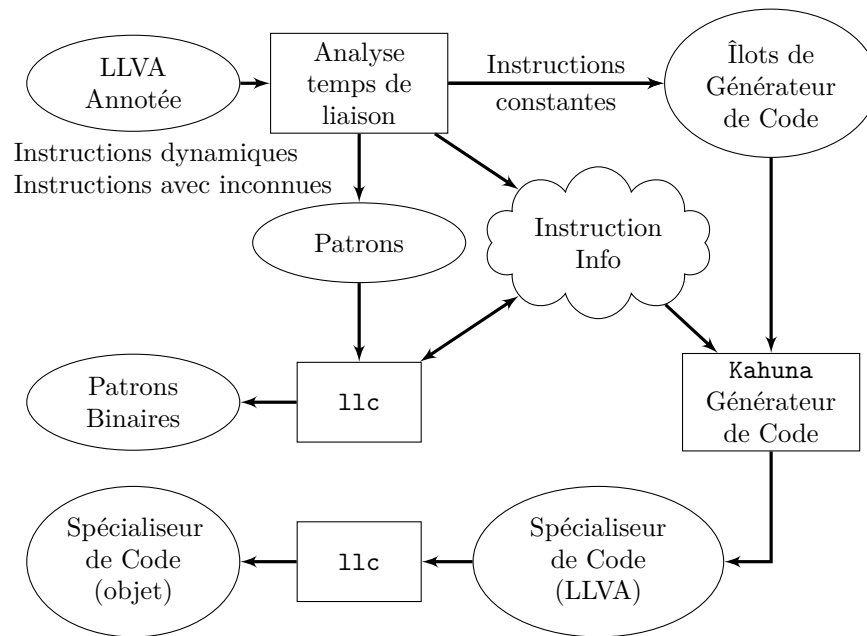 LLVA
Annotée
Analyse
temps de
liaison
Instructions
constantes
Îlots de
Générateur
de Code
Instructions dynamiques
Instructions avec inconnues
Patrons
Instruction
Info
Patrons
Binaires
llc
Kahuna
Générateur
de Code
Spécialiseur
de Code
(objet)
llc
Spécialiseur
de Code
(LLVA)